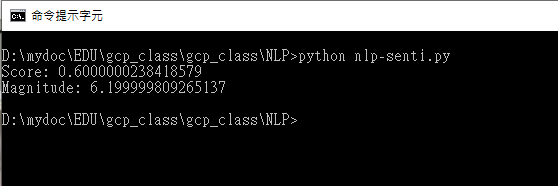 命令提示字元
D:\mydoc\EDU\gcp_class\gcp_class\NLP>python nlp-senti.py
Score: 0.6000000238418579
Magnitude: 6.199999809265137
D:\mydoc\EDU\gcp_class\gcp_class\NLP>